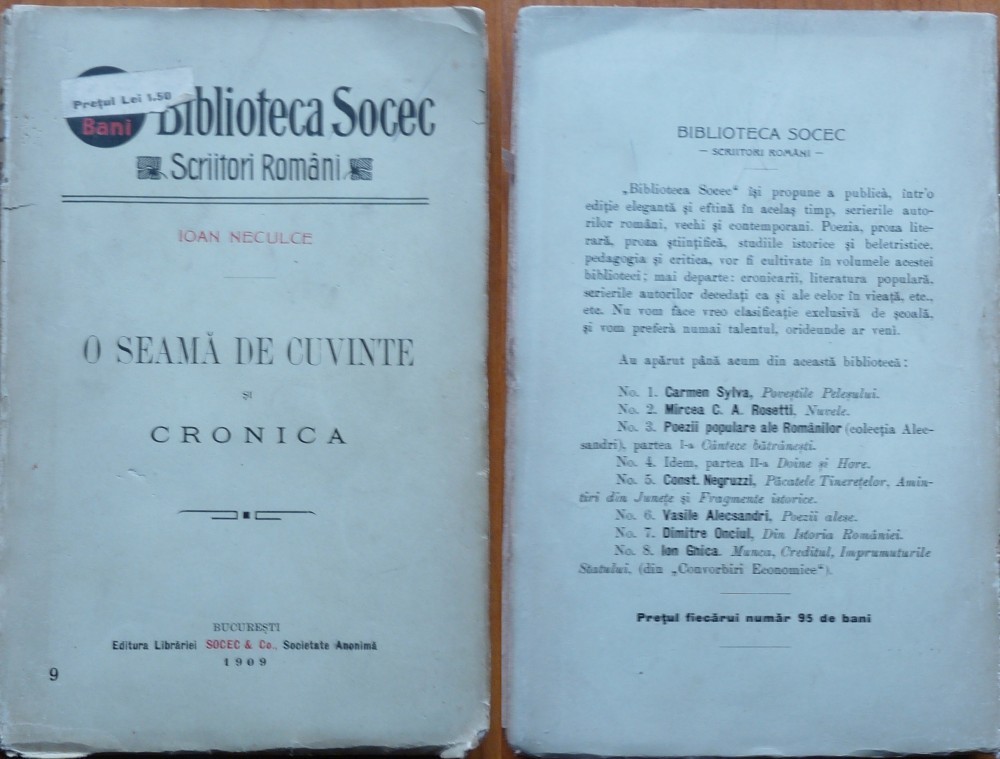 Prețul Lei 1.50
Bani
Biblioteca Socec
Scriitori Români
IOAN NECULCE
O SEAMĂ DE CUVINTE
ȘI
CRONICA
BUCUREȘTI
Editura Librăriei SOCEC & Co., Societate Anonimă
1909
9
BIBLIOTECA SOCEC
— SCRIITORI ROMÂNI —
„Biblioteca Socec“ își propune a publică, într'o
ediție elegantă și eftină în acelaș timp, scrierile auto-
rilor români, vechi și contemporani. Poezia, proza lite-
rară, proza științifică, studiile istorice și beletristice,
pedagogia și critica, vor fi cultivate în volumele acestei
biblioteci; mai departe: cronicarii, literatura populară,
scrierile autorilor decedați ca și ale celor în vieață, etc.,
etc. Nu vom face vreo clasificație exclusivă de școală,
și vom preferà numai talentul, orideunde ar veni.
Au apărut până acum din această bibliotecă:
No. 1. Carmen Sylva, Poveștile Peleșului.
No. 2. Mircea C. A. Rosetti, Nuvele.
No. 3. Poezii populare ale Românilor (colecția Alec-
sandri), partea I-a Cântece bătrânești.
No. 4. Idem, partea II-a Doine și Hore.
No. 5. Const. Negruzzi, Păcatele Tinerețelor, Amin-
tiri din Junețe și Fragmente istorice.
No. 6. Vasile Alecsandri, Poezii alese.
No. 7. Dimitre Onciul, Din Istoria României.
No. 8. Ion Ghica. Munca, Creditul, Imprumuturile
Statului, (din „Convorbiri Economice“).
Prețul fiecărui număr 95 de bani